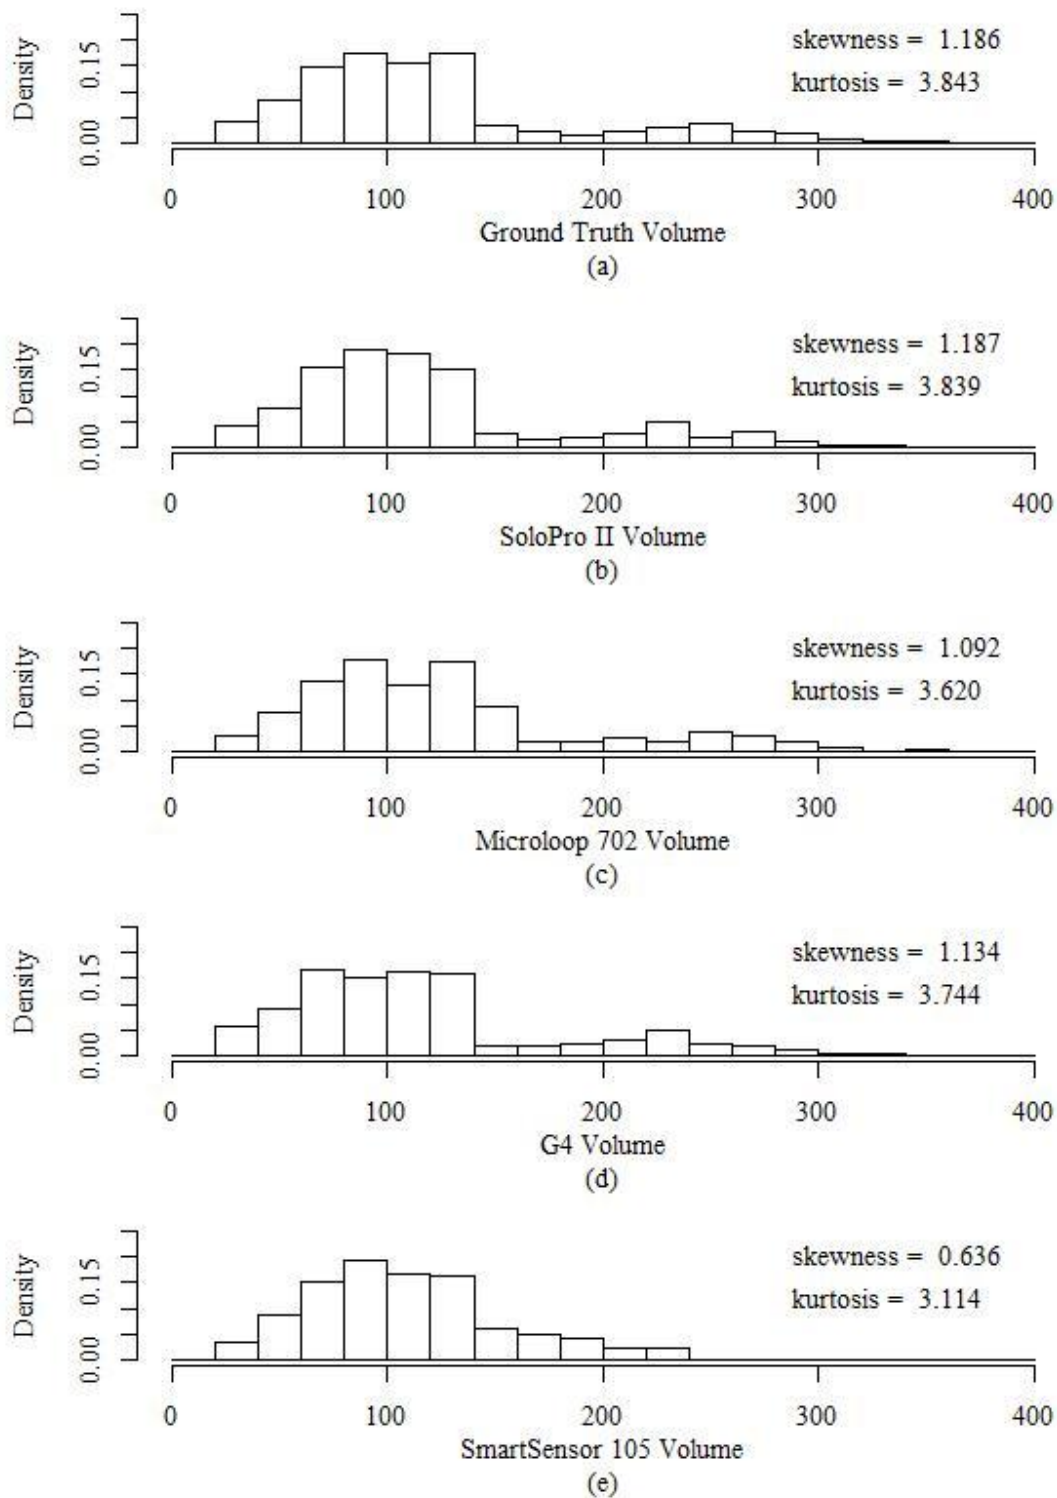 Density
0.00 0.15
skewness = 1.186
kurtosis = 3.843
0 100 200 300 400
Ground Truth Volume
(a)
Density
0.00 0.15
skewness = 1.187
kurtosis = 3.839
0 100 200 300 400
SoloPro II Volume
(b)
Density
0.00 0.15
skewness = 1.092
kurtosis = 3.620
0 100 200 300 400
Microloop 702 Volume
(c)
Density
0.00 0.15
skewness = 1.134
kurtosis = 3.744
0 100 200 300 400
G4 Volume
(d)
Density
0.00 0.15
skewness = 0.636
kurtosis = 3.114
0 100 200 300 400
SmartSensor 105 Volume
(e)